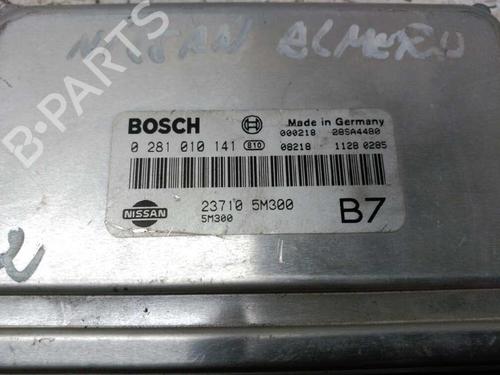 NISSAN ALMERA
B-PARTS
BOSCH
Made in Germany
000218 28SA4480
0 281 010 141 B10
08218 1128 0285
NISSAN
23710 5M300
5M300
B7